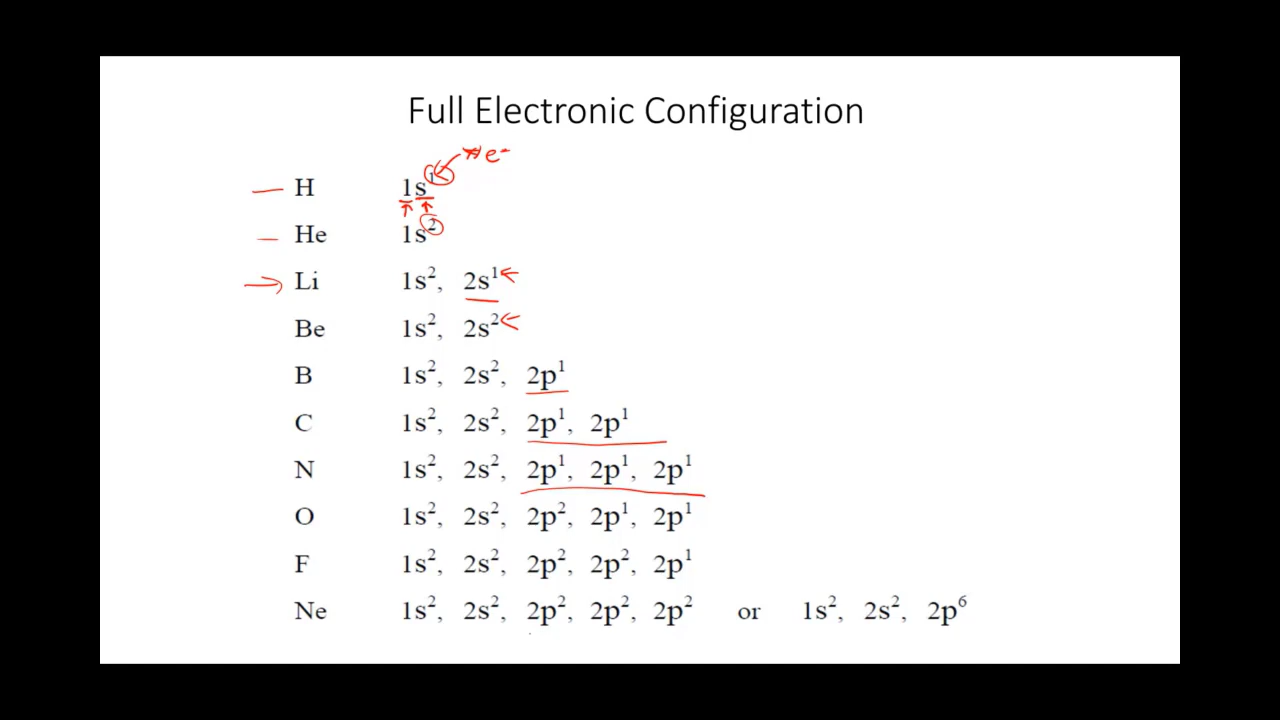 Full Electronic Configuration
# e-
H 1s¹
He 1s²
Li 1s², 2s¹
Be 1s², 2s²
B 1s², 2s², 2p¹
C 1s², 2s², 2p¹, 2p¹
N 1s², 2s², 2p¹, 2p¹, 2p¹
O 1s², 2s², 2p², 2p¹, 2p¹
F 1s², 2s², 2p², 2p², 2p¹
Ne 1s², 2s², 2p², 2p², 2p² or 1s², 2s², 2p⁶